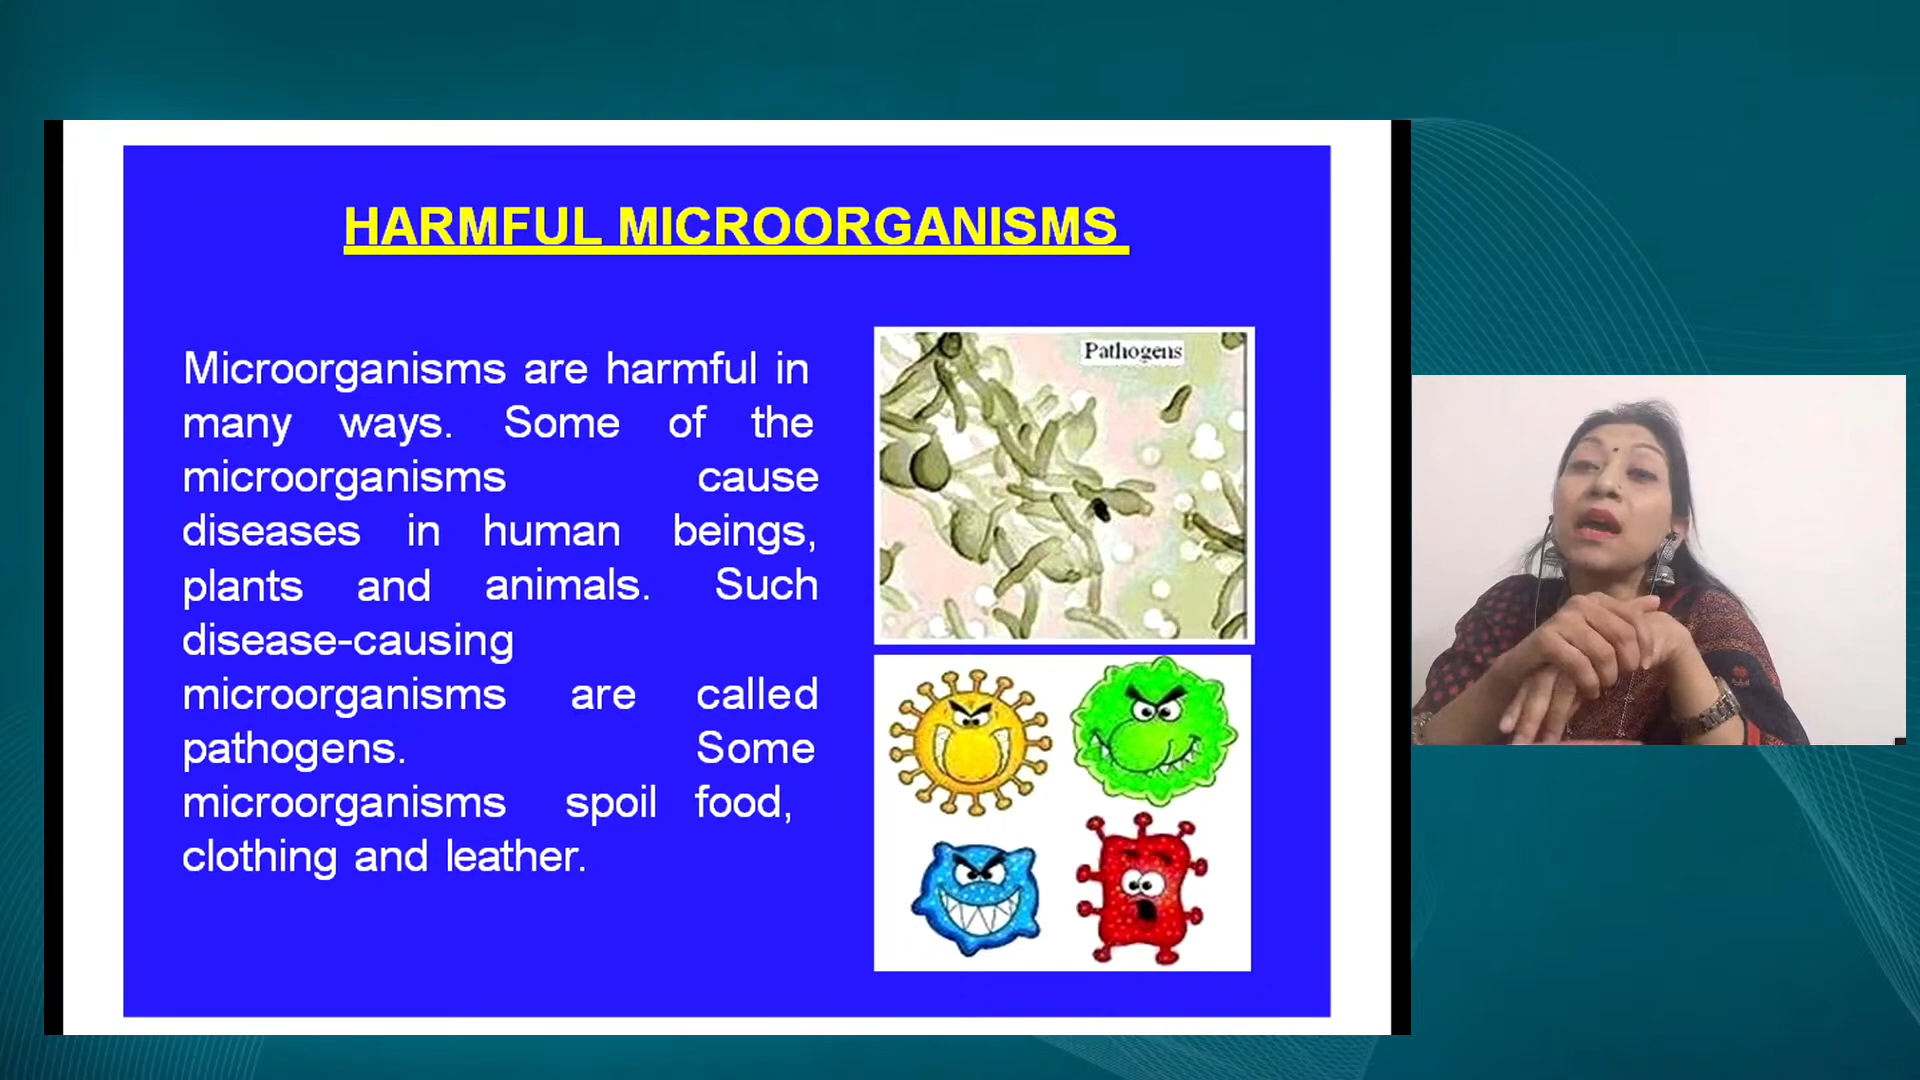 HARMFUL MICROORGANISMS
Microorganisms are harmful in
many ways. Some of the
microorganisms cause
diseases in human beings,
plants and animals. Such
disease-causing
microorganisms are called
pathogens. Some
microorganisms spoil food,
clothing and leather.
Pathogens